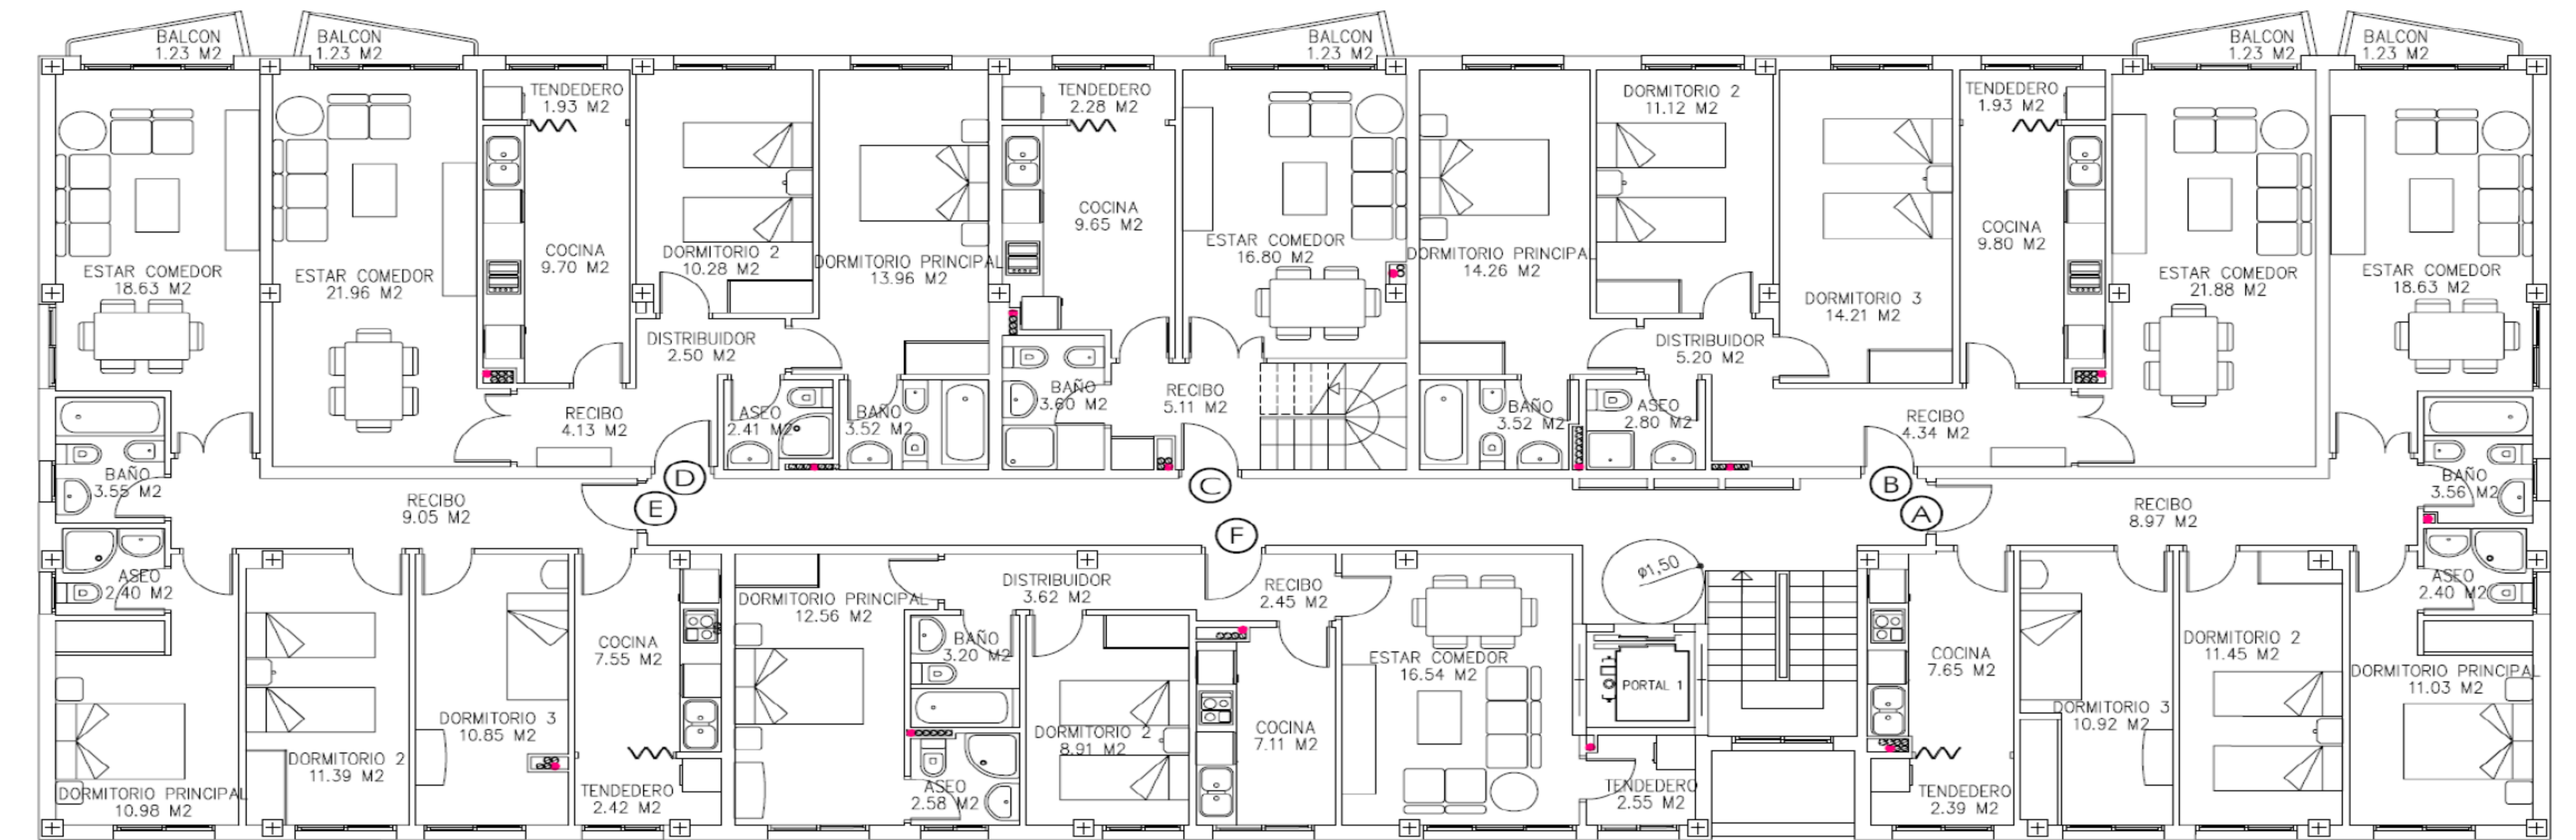 BALCON
1.23 M2
BALCON
1.23 M2
BALCON
1.23 M2
BALCON
1.23 M2
BALCON
1.23 M2
TENDEDERO
1.93 M2
TENDEDERO
2.28 M2
DORMITORIO 2
11.12 M2
TENDEDERO
1.93 M2
ESTAR COMEDOR
18.63 M2
ESTAR COMEDOR
21.96 M2
COCINA
9.70 M2
DORMITORIO 2
10.28 M2
DORMITORIO PRINCIPAL
13.96 M2
COCINA
9.65 M2
ESTAR COMEDOR
16.80 M2
DORMITORIO PRINCIPAL
14.26 M2
DORMITORIO 3
14.21 M2
COCINA
9.80 M2
ESTAR COMEDOR
21.88 M2
ESTAR COMEDOR
18.63 M2
DISTRIBUIDOR
2.50 M2
DISTRIBUIDOR
5.20 M2
RECIBO
4.13 M2
ASEO
2.41 M2
BAÑO
3.52 M2
BAÑO
3.60 M2
RECIBO
5.11 M2
BAÑO
3.52 M2
ASEO
2.80 M2
RECIBO
4.34 M2
BAÑO
3.55 M2
RECIBO
9.05 M2
D
E
C
F
B
A
RECIBO
8.97 M2
BAÑO
3.56 M2
ASEO
2.40 M2
DORMITORIO PRINCIPAL
12.56 M2
DISTRIBUIDOR
3.62 M2
RECIBO
2.45 M2
ø1,50
ASEO
2.40 M2
COCINA
7.55 M2
BAÑO
3.20 M2
ESTAR COMEDOR
16.54 M2
PORTAL 1
COCINA
7.65 M2
DORMITORIO 2
11.45 M2
DORMITORIO PRINCIPAL
11.03 M2
DORMITORIO 3
10.85 M2
DORMITORIO 2
8.91 M2
COCINA
7.11 M2
DORMITORIO 3
10.92 M2
DORMITORIO PRINCIPAL
10.98 M2
DORMITORIO 2
11.39 M2
TENDEDERO
2.42 M2
ASEO
2.58 M2
TENDEDERO
2.55 M2
TENDEDERO
2.39 M2